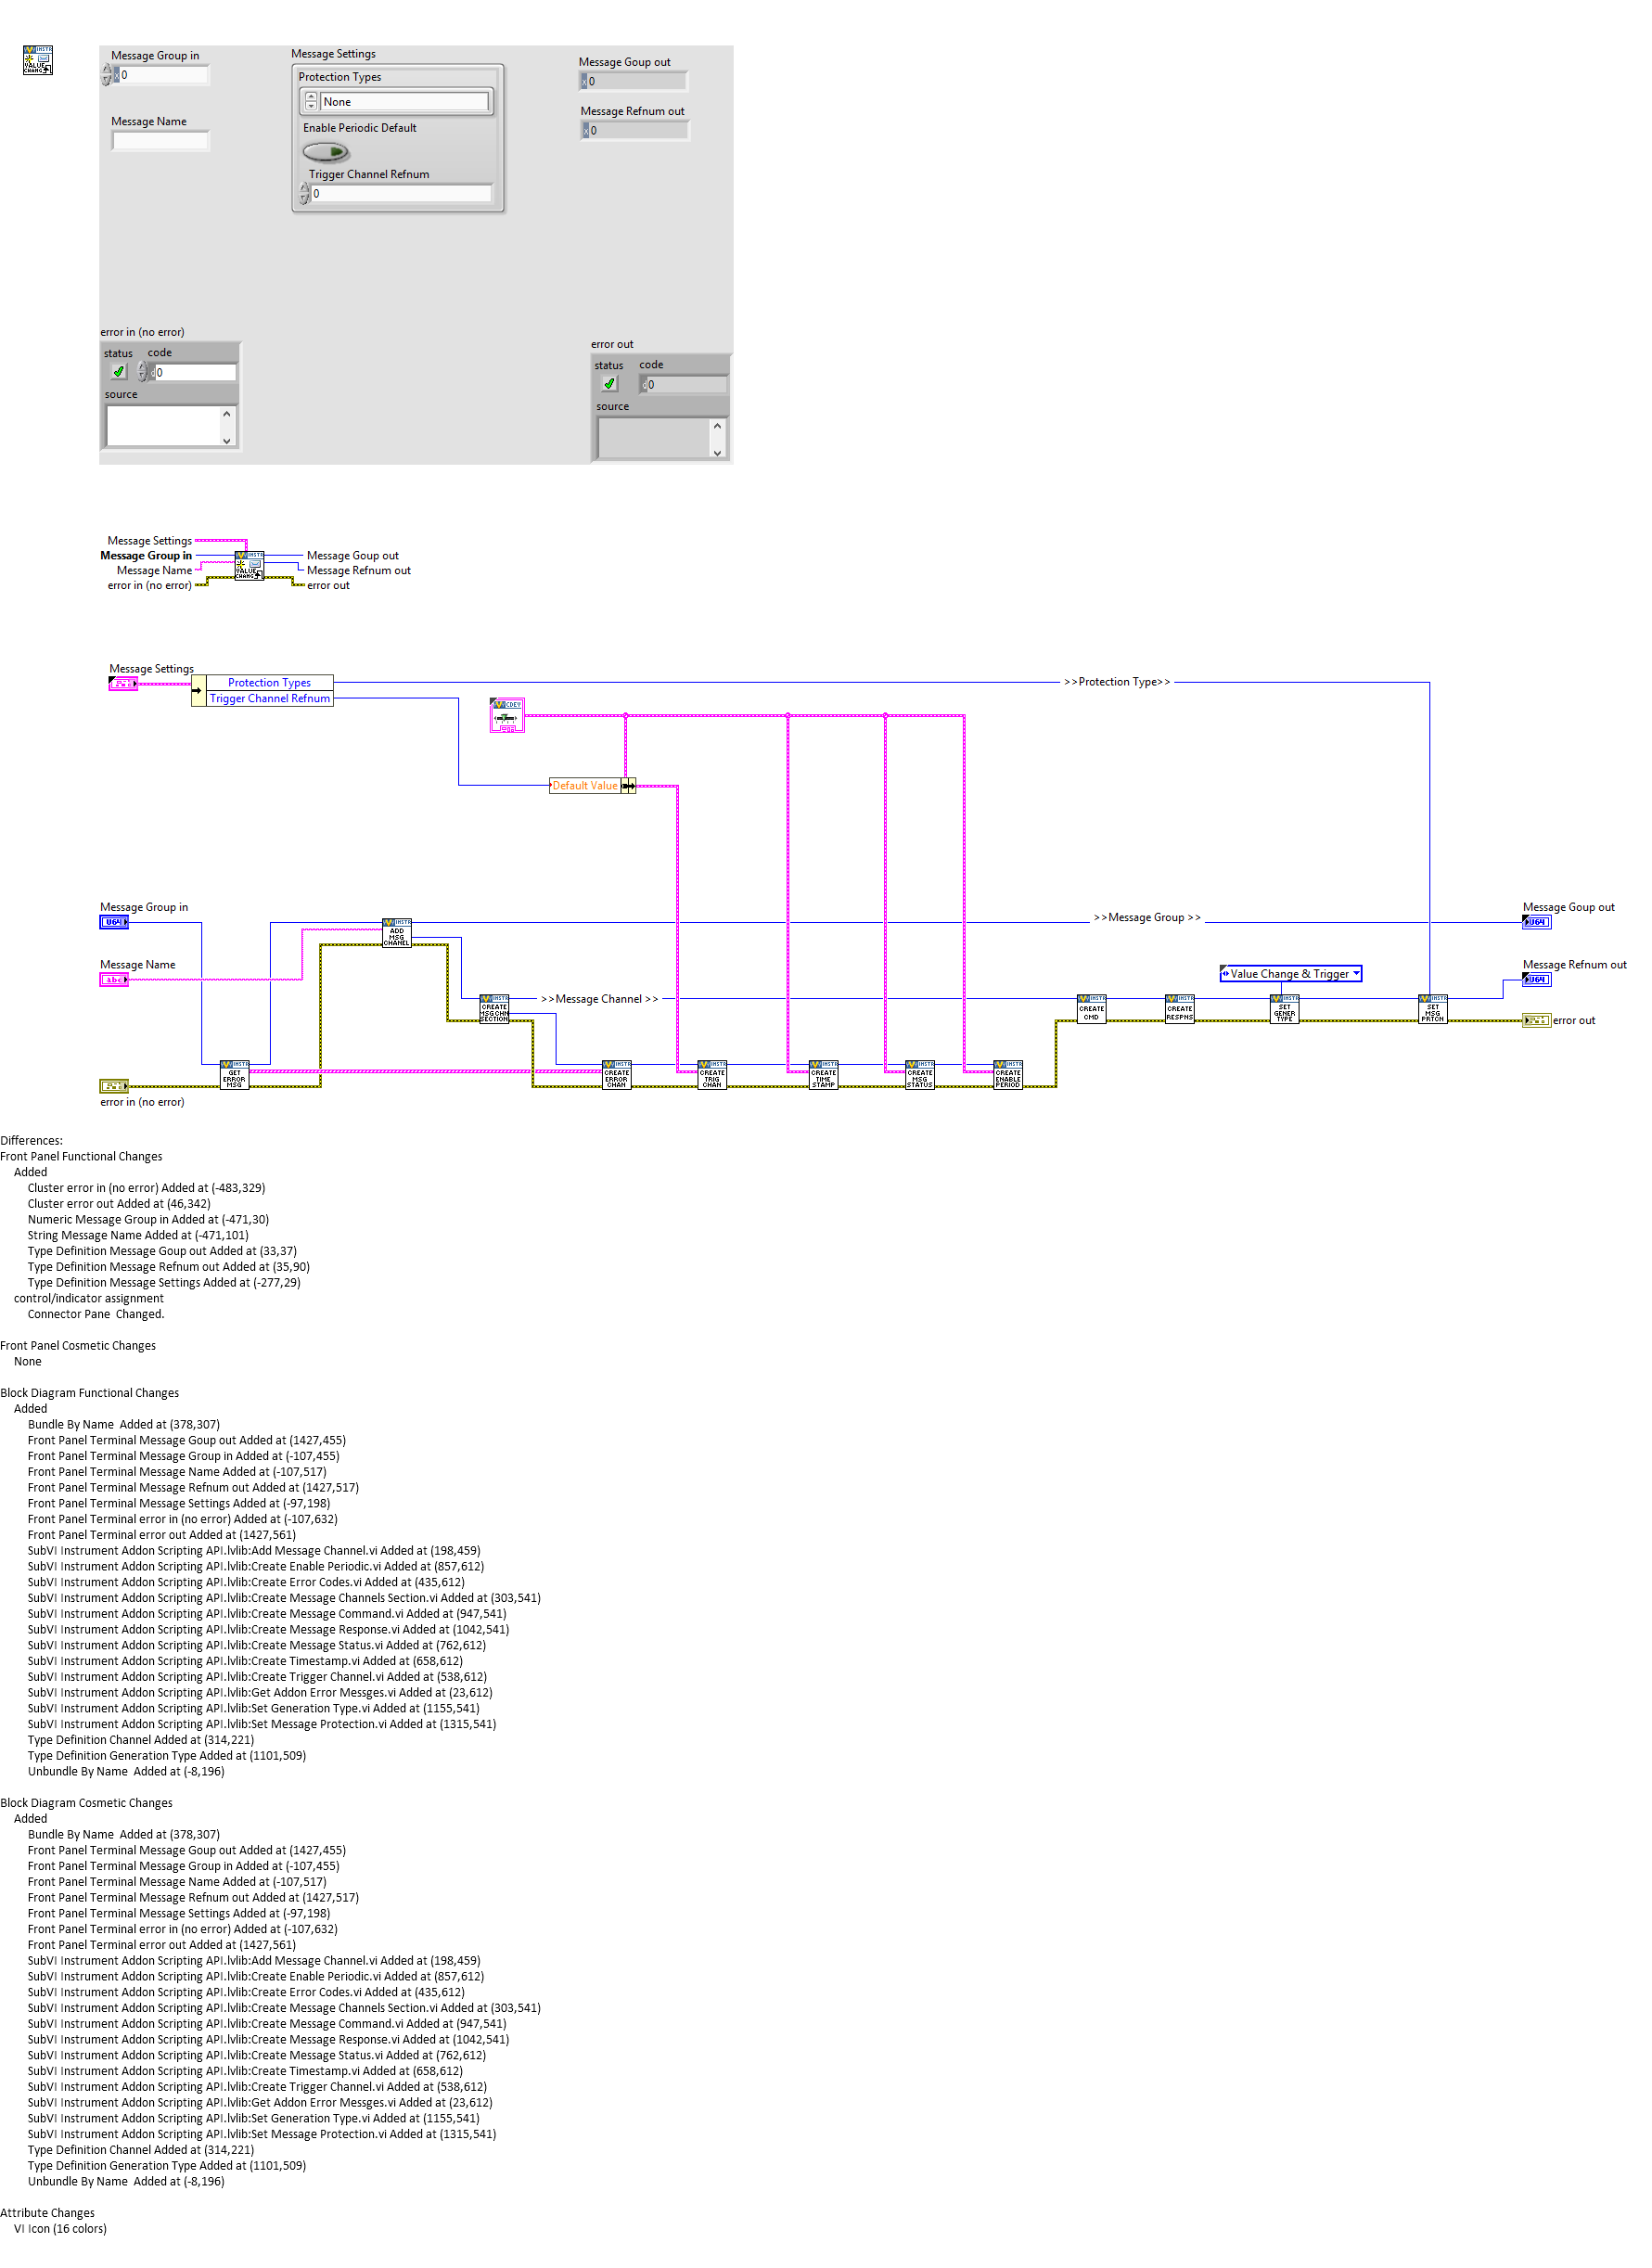 INSTR
VALUE
CHANG
Message Group in
x 0
Message Name
Message Settings
Protection Types
None
Enable Periodic Default
Trigger Channel Refnum
0
Message Goup out
x 0
Message Refnum out
x 0
error in (no error)
status code
d 0
source
error out
status code
d 0
source
Message Settings
Message Group in
Message Name
error in (no error)
INSTR
VALUE
CHANG
Message Goup out
Message Refnum out
error out
Message Settings
Protection Types
Trigger Channel Refnum
>>Protection Type>>
Default Value
Message Group in
U64
INSTR
ADD
MSG
CHANEL
>>Message Group >>
Message Goup out
U64
Message Name
abc
Value Change & Trigger
Message Refnum out
U64
INSTR
CREATE
MSGCHN
SECTION
>>Message Channel >>
INSTR
CREATE
CMD
INSTR
CREATE
RESPNS
INSTR
SET
GENER
TYPE
INSTR
SET
MSG
PRTCN
error out
INSTR
GET
ERROR
MSG
INSTR
CREATE
ERROR
CHAN
INSTR
CREATE
TRIG
CHAN
INSTR
CREATE
TIME
STAMP
INSTR
CREATE
MSG
STATUS
INSTR
CREATE
ENABLE
PERIOD
error in (no error)
Differences:
Front Panel Functional Changes
Added
Cluster error in (no error) Added at (-483,329)
Cluster error out Added at (46,342)
Numeric Message Group in Added at (-471,30)
String Message Name Added at (-471,101)
Type Definition Message Goup out Added at (33,37)
Type Definition Message Refnum out Added at (35,90)
Type Definition Message Settings Added at (-277,29)
control/indicator assignment
Connector Pane  Changed.
Front Panel Cosmetic Changes
None
Block Diagram Functional Changes
Added
Bundle By Name  Added at (378,307)
Front Panel Terminal Message Goup out Added at (1427,455)
Front Panel Terminal Message Group in Added at (-107,455)
Front Panel Terminal Message Name Added at (-107,517)
Front Panel Terminal Message Refnum out Added at (1427,517)
Front Panel Terminal Message Settings Added at (-97,198)
Front Panel Terminal error in (no error) Added at (-107,632)
Front Panel Terminal error out Added at (1427,561)
SubVI Instrument Addon Scripting API.lvlib:Add Message Channel.vi Added at (198,459)
SubVI Instrument Addon Scripting API.lvlib:Create Enable Periodic.vi Added at (857,612)
SubVI Instrument Addon Scripting API.lvlib:Create Error Codes.vi Added at (435,612)
SubVI Instrument Addon Scripting API.lvlib:Create Message Channels Section.vi Added at (303,541)
SubVI Instrument Addon Scripting API.lvlib:Create Message Command.vi Added at (947,541)
SubVI Instrument Addon Scripting API.lvlib:Create Message Response.vi Added at (1042,541)
SubVI Instrument Addon Scripting API.lvlib:Create Message Status.vi Added at (762,612)
SubVI Instrument Addon Scripting API.lvlib:Create Timestamp.vi Added at (658,612)
SubVI Instrument Addon Scripting API.lvlib:Create Trigger Channel.vi Added at (538,612)
SubVI Instrument Addon Scripting API.lvlib:Get Addon Error Messges.vi Added at (23,612)
SubVI Instrument Addon Scripting API.lvlib:Set Generation Type.vi Added at (1155,541)
SubVI Instrument Addon Scripting API.lvlib:Set Message Protection.vi Added at (1315,541)
Type Definition Channel Added at (314,221)
Type Definition Generation Type Added at (1101,509)
Unbundle By Name  Added at (-8,196)
Block Diagram Cosmetic Changes
Added
Bundle By Name  Added at (378,307)
Front Panel Terminal Message Goup out Added at (1427,455)
Front Panel Terminal Message Group in Added at (-107,455)
Front Panel Terminal Message Name Added at (-107,517)
Front Panel Terminal Message Refnum out Added at (1427,517)
Front Panel Terminal Message Settings Added at (-97,198)
Front Panel Terminal error in (no error) Added at (-107,632)
Front Panel Terminal error out Added at (1427,561)
SubVI Instrument Addon Scripting API.lvlib:Add Message Channel.vi Added at (198,459)
SubVI Instrument Addon Scripting API.lvlib:Create Enable Periodic.vi Added at (857,612)
SubVI Instrument Addon Scripting API.lvlib:Create Error Codes.vi Added at (435,612)
SubVI Instrument Addon Scripting API.lvlib:Create Message Channels Section.vi Added at (303,541)
SubVI Instrument Addon Scripting API.lvlib:Create Message Command.vi Added at (947,541)
SubVI Instrument Addon Scripting API.lvlib:Create Message Response.vi Added at (1042,541)
SubVI Instrument Addon Scripting API.lvlib:Create Message Status.vi Added at (762,612)
SubVI Instrument Addon Scripting API.lvlib:Create Timestamp.vi Added at (658,612)
SubVI Instrument Addon Scripting API.lvlib:Create Trigger Channel.vi Added at (538,612)
SubVI Instrument Addon Scripting API.lvlib:Get Addon Error Messges.vi Added at (23,612)
SubVI Instrument Addon Scripting API.lvlib:Set Generation Type.vi Added at (1155,541)
SubVI Instrument Addon Scripting API.lvlib:Set Message Protection.vi Added at (1315,541)
Type Definition Channel Added at (314,221)
Type Definition Generation Type Added at (1101,509)
Unbundle By Name  Added at (-8,196)
Attribute Changes
VI Icon (16 colors)